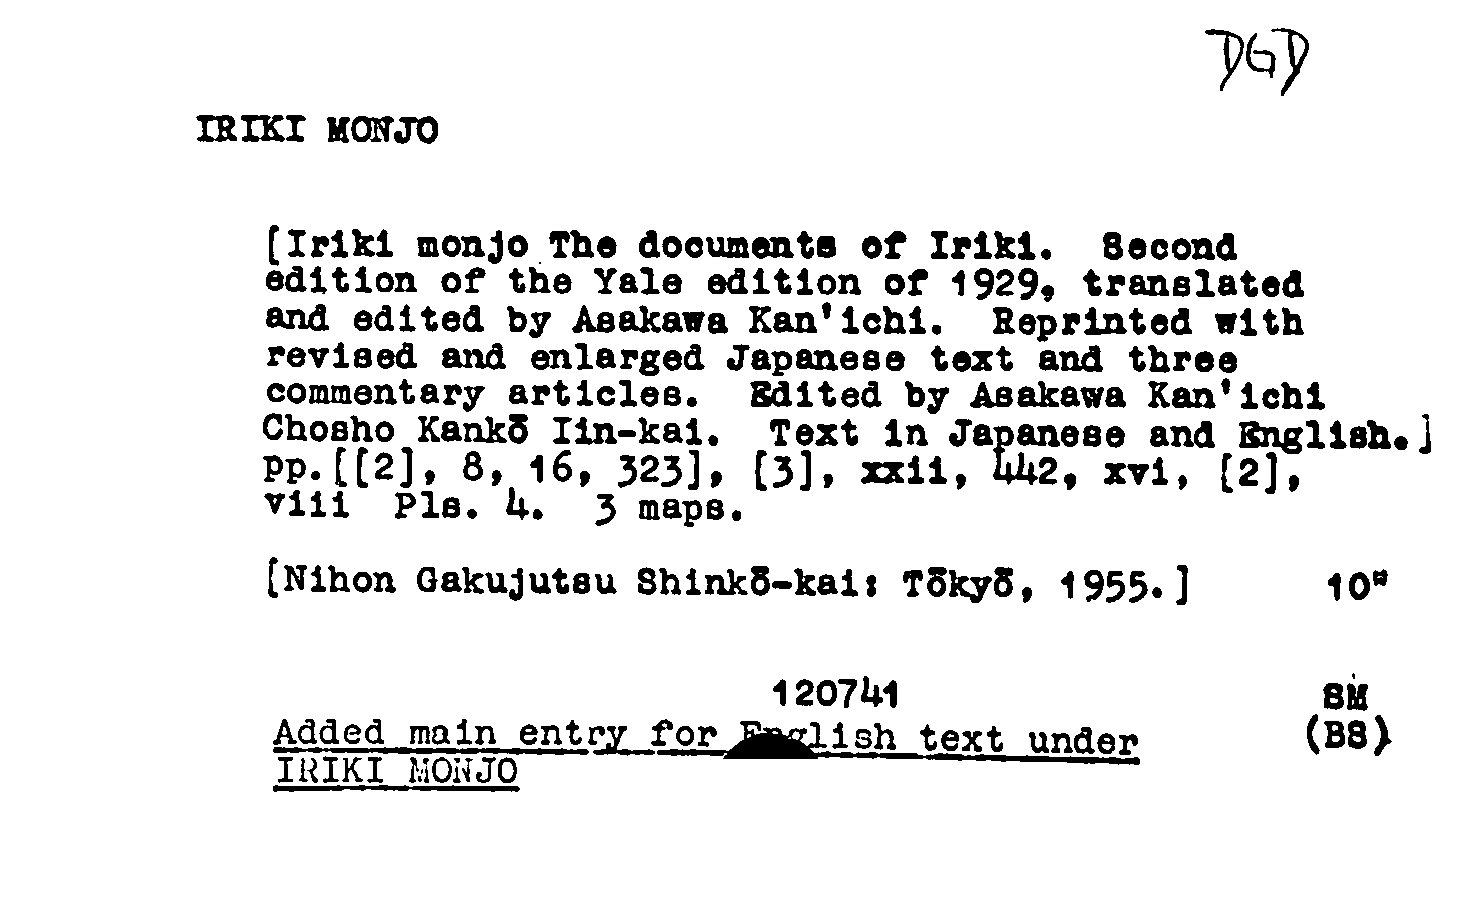 DGD
IRIKI MONJO
[Iriki monjo The documents of Iriki.  Second
edition of the Yale edition of 1929, translated
and edited by Asakawa Kan'ichi.  Reprinted with
revised and enlarged Japanese text and three
commentary articles.  Edited by Asakawa Kan'ichi
Chosho Kankō Iin-kai.  Text in Japanese and English.]
pp.[[2], 8, 16, 323], [3], xxii, 442, xvi, [2],
viii  Pls. 4.  3 maps.
[Nihon Gakujutsu Shinkō-kai: Tōkyō, 1955.] 10"
120741 SM
Added main entry for English text under (BS)
IRIKI MONJO